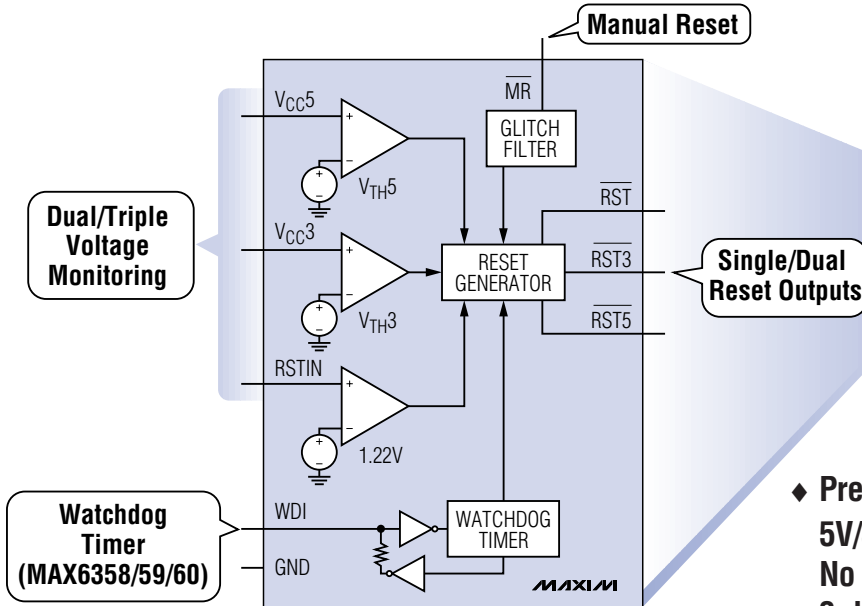 Manual Reset
MR
GLITCH
FILTER
VCC5
VTH5
RST
Dual/Triple
Voltage
Monitoring
VCC3
RESET
GENERATOR
RST3
Single/Dual
Reset Outputs
VTH3
RST5
RSTIN
1.22V
Watchdog
Timer
(MAX6358/59/60)
WDI
WATCHDOG
TIMER
GND
MAXIM
♦ Pre
5V/
No